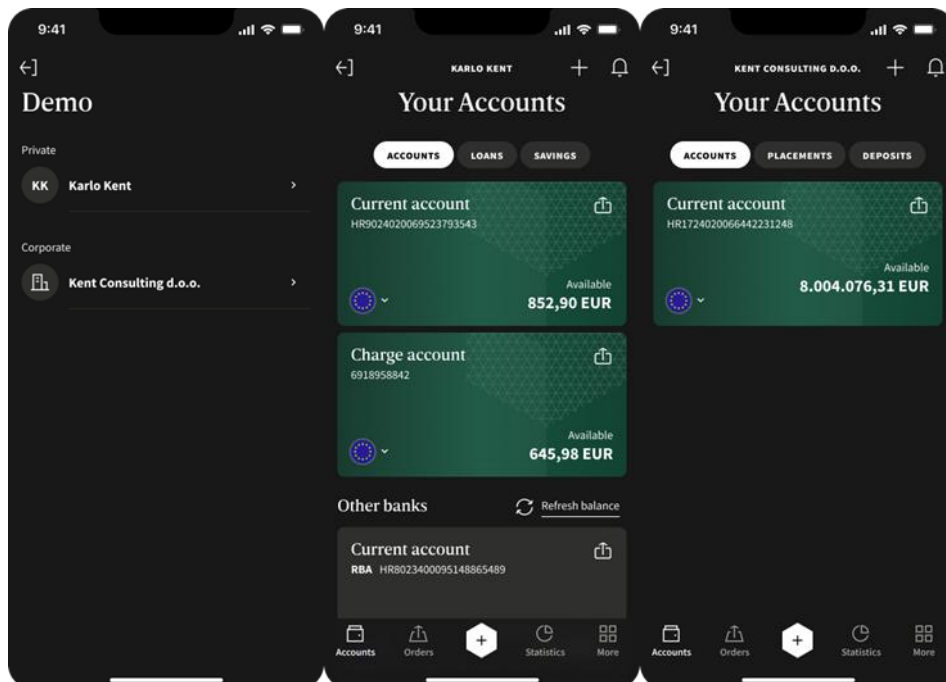 9:41
Demo
Private
KK Karlo Kent
Corporate
Kent Consulting d.o.o.
9:41
KARLO KENT
Your Accounts
ACCOUNTS LOANS SAVINGS
Current account
HR9024020069523793543
Available
852,90 EUR
Charge account
6918958842
Available
645,98 EUR
Other banks Refresh balance
Current account
RBA HR8023400095148865489
Accounts Orders Statistics More
9:41
KENT CONSULTING D.O.O.
Your Accounts
ACCOUNTS PLACEMENTS DEPOSITS
Current account
HR1724020066442231248
Available
8.004.076,31 EUR
Accounts Orders Statistics More